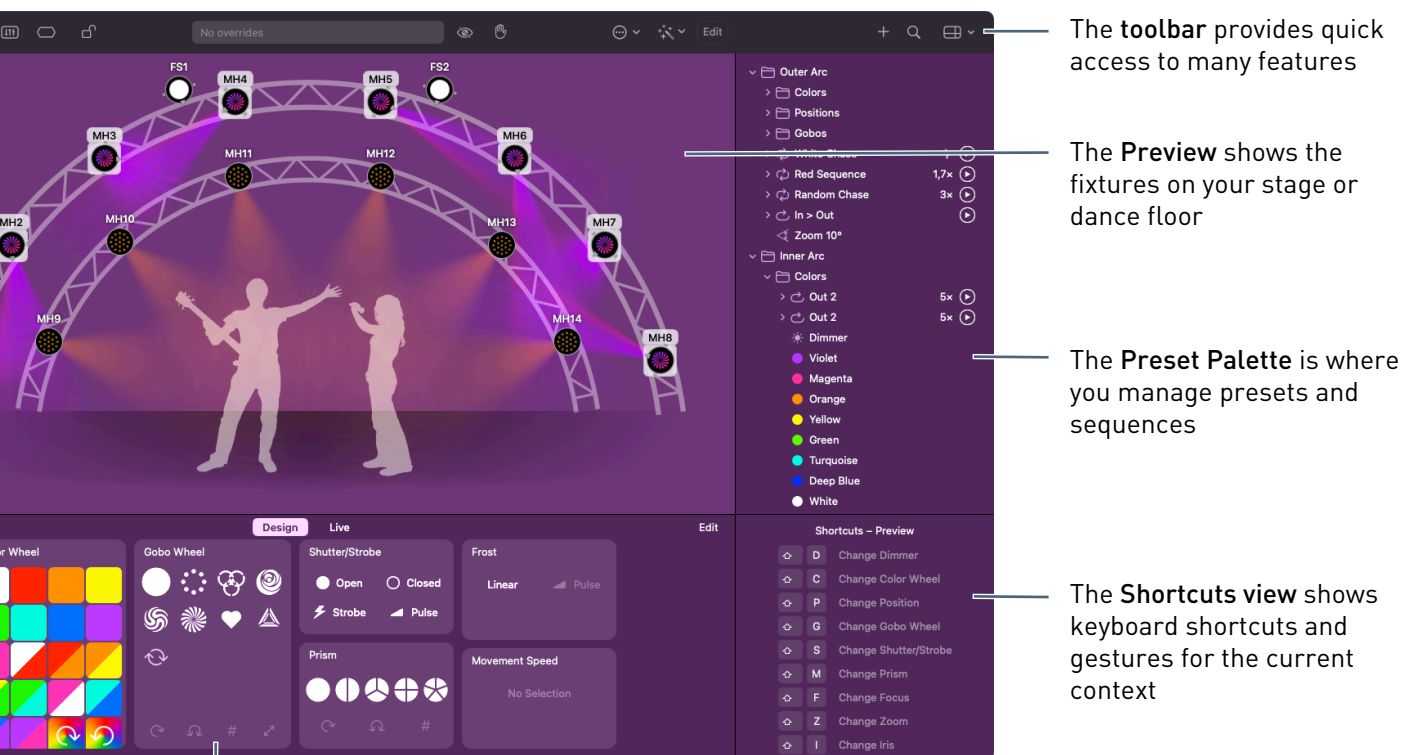 No overrides
Edit
The toolbar provides quick
access to many features
FS1
FS2
MH4
MH5
MH3
MH6
MH11
MH12
MH2
MH10
MH13
MH7
MH9
MH14
MH8
Outer Arc
Colors
Positions
Gobos
White Chase
Red Sequence 1,7×
Random Chase 3×
In > Out
Zoom 10°
Inner Arc
Colors
Out 2 5×
Out 2 5×
Dimmer
Violet
Magenta
Orange
Yellow
Green
Turquoise
Deep Blue
White
The Preview shows the
fixtures on your stage or
dance floor
The Preset Palette is where
you manage presets and
sequences
Design Live Edit
Wheel
Gobo Wheel
#
Shutter/Strobe
Open Closed
Strobe Pulse
Prism
#
Frost
Linear Pulse
Movement Speed
No Selection
Shortcuts – Preview
D Change Dimmer
C Change Color Wheel
P Change Position
G Change Gobo Wheel
S Change Shutter/Strobe
M Change Prism
F Change Focus
Z Change Zoom
I Change Iris
The Shortcuts view shows
keyboard shortcuts and
gestures for the current
context